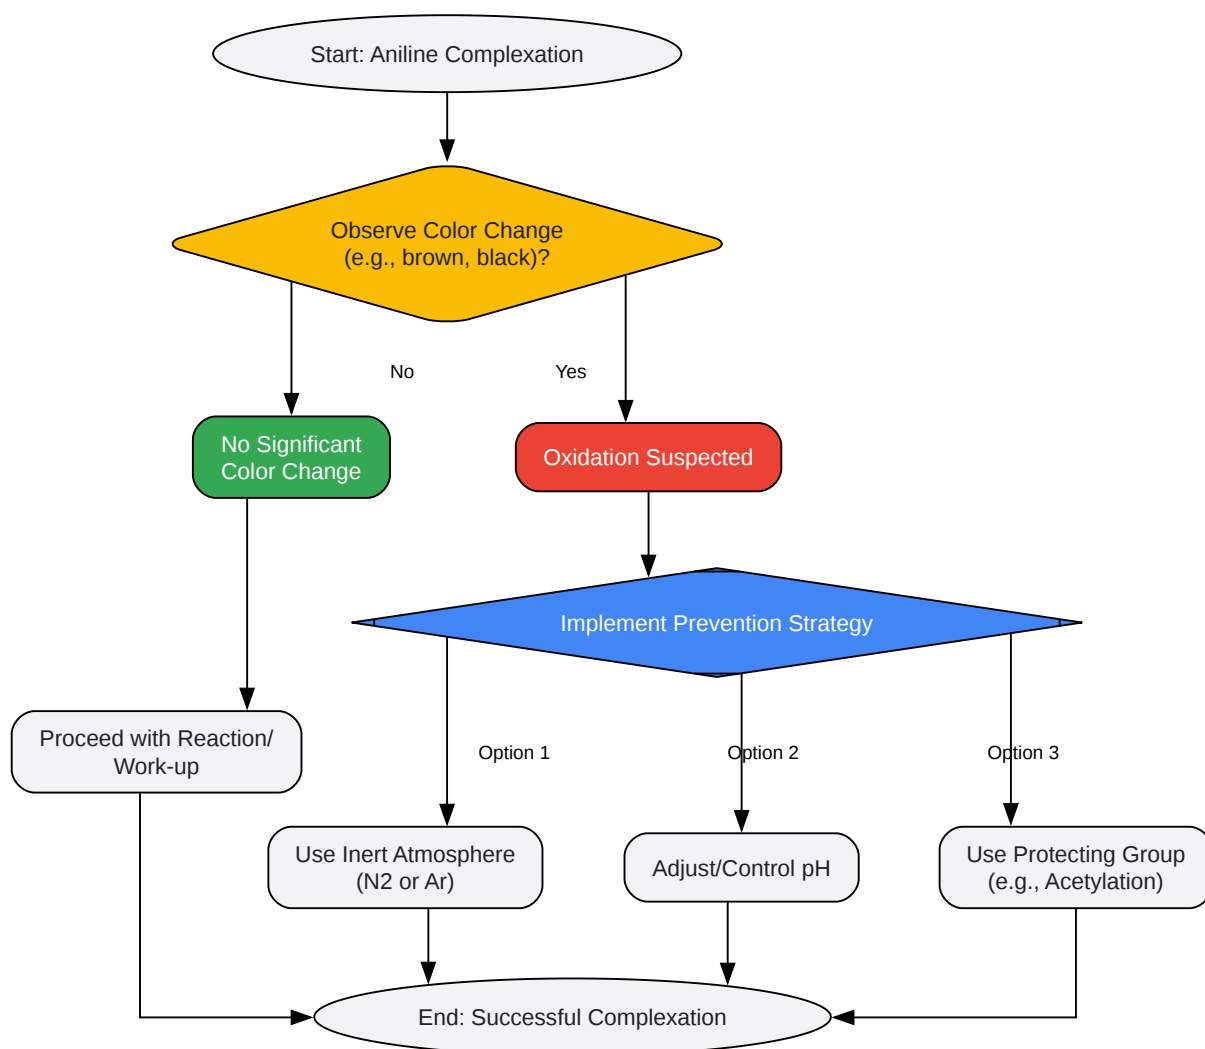 Start: Aniline Complexation
Observe Color Change
(e.g., brown, black)?
No
Yes
No Significant
Color Change
Oxidation Suspected
Implement Prevention Strategy
Proceed with Reaction/
Work-up
Option 1
Option 2
Option 3
Use Inert Atmosphere
(N2 or Ar)
Adjust/Control pH
Use Protecting Group
(e.g., Acetylation)
End: Successful Complexation